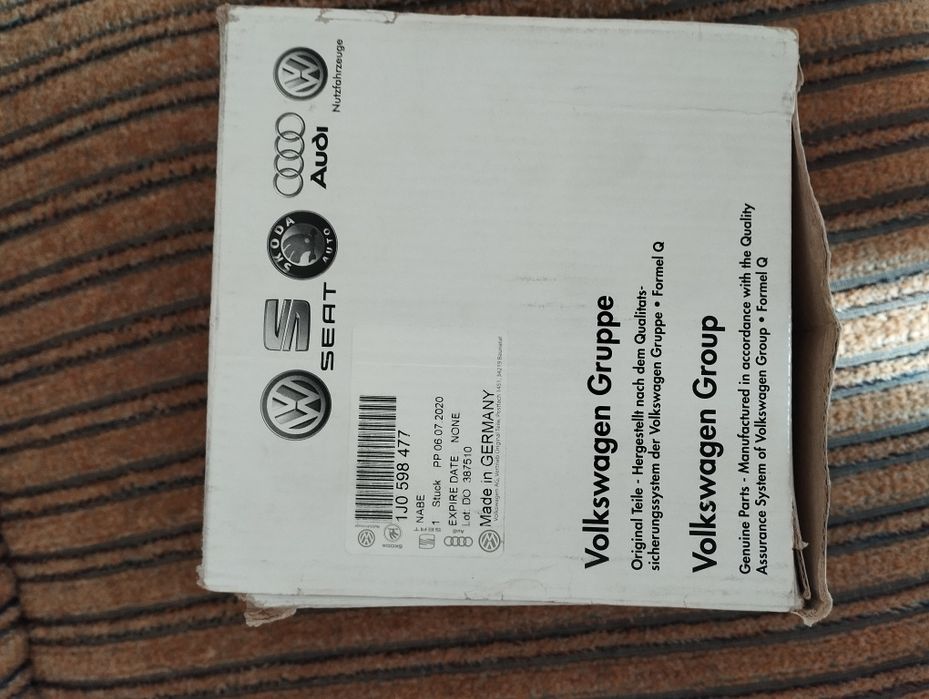 SEAT
ŠKODA
AUTO
Audi
Nutzfahrzeuge
1J0 598 477
NABE
1 Stuck PP 06 07 2020
EXPIRE DATE NONE
Lot. DO 387510
Made in GERMANY
Volkswagen Gruppe
Original Teile - Hergestellt nach dem Qualitäts-
sicherungssystem der Volkswagen Gruppe • Formel Q
Volkswagen Group
Genuine Parts - Manufactured in accordance with the Quality
Assurance System of Volkswagen Group • Formel Q